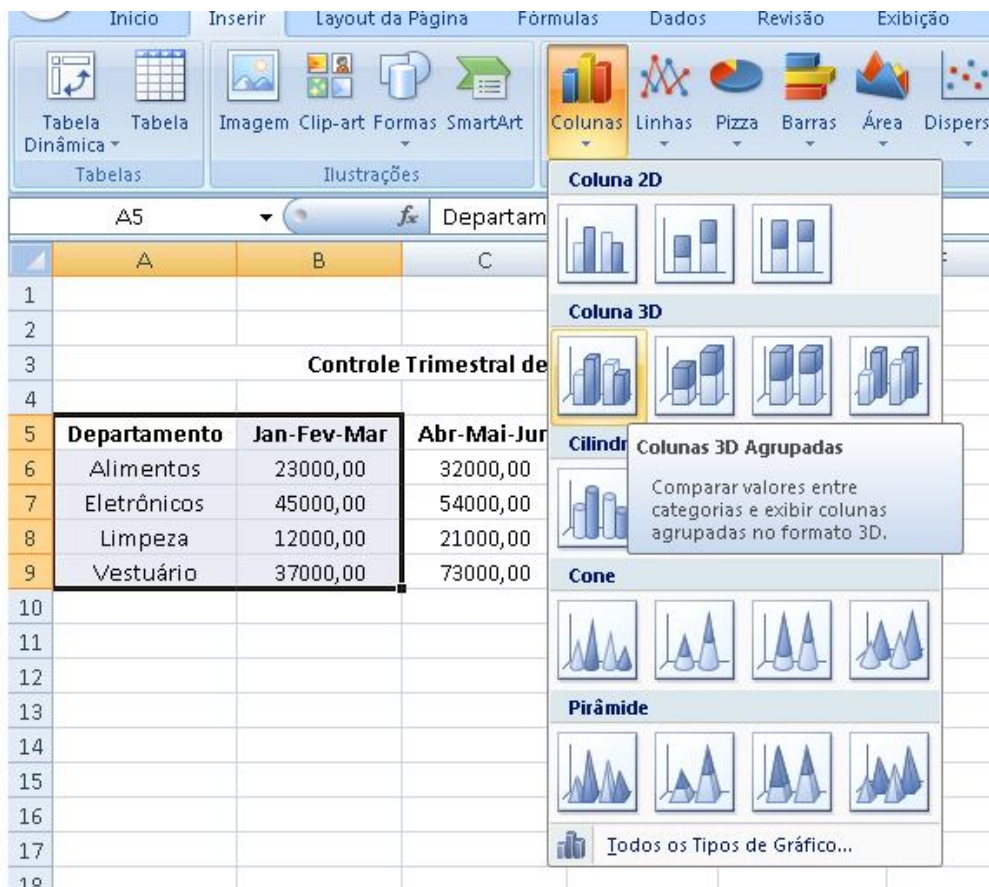 Início Inserir Layout da Página Fórmulas Dados Revisão Exibição
Tabela Dinâmica Tabela Imagem Clip-art Formas SmartArt Colunas Linhas Pizza Barras Área Dispers
Tabelas Ilustrações
A5 fx Departam
Coluna 2D
A B C F
1
2
Coluna 3D
3 Controle Trimestral de
4
5 Departamento Jan-Fev-Mar Abr-Mai-Jun
6 Alimentos 23000,00 32000,00
7 Eletrônicos 45000,00 54000,00
8 Limpeza 12000,00 21000,00
9 Vestuário 37000,00 73000,00
Cilindr
Colunas 3D Agrupadas
Comparar valores entre
categorias e exibir colunas
agrupadas no formato 3D.
Cone
10
11
12
Pirâmide
13
14
15
16
17 Todos os Tipos de Gráfico...
18